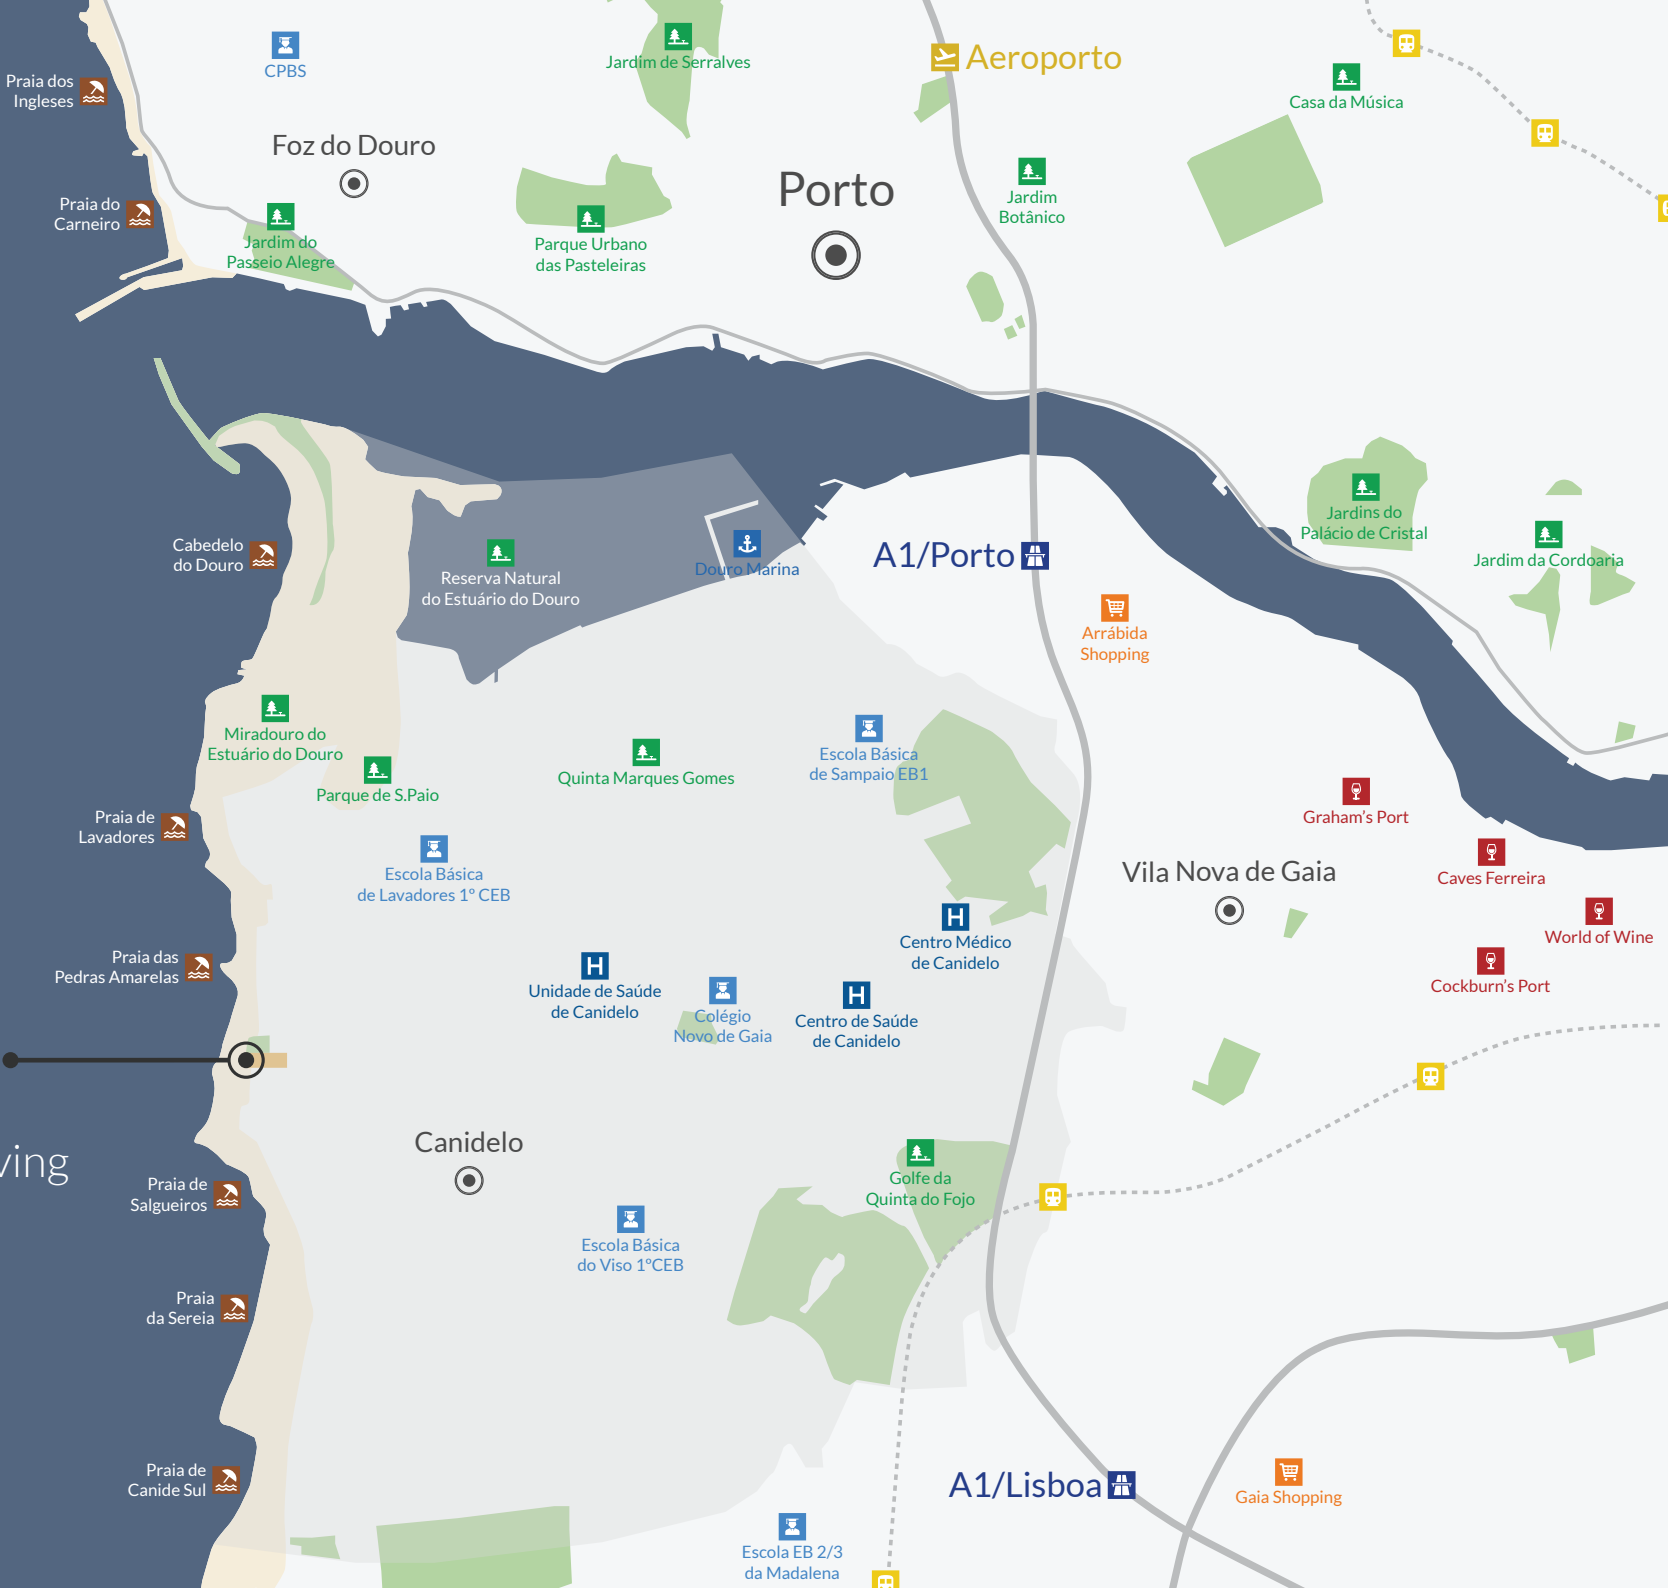 CPBS
Jardim de Serralves
Aeroporto
Praia dos
Ingleses
Casa da Música
Foz do Douro
Porto
Jardim
Botânico
Praia do
Carneiro
Jardim do
Passeio Alegre
Parque Urbano
das Pasteleiras
Jardins do
Palácio de Cristal
Cabedelo
do Douro
Reserva Natural
do Estuário do Douro
Douro Marina
A1/Porto
Jardim da Cordoaria
Arrábida
Shopping
Miradouro do
Estuário do Douro
Parque de S.Paio
Quinta Marques Gomes
Escola Básica
de Sampaio EB1
Praia de
Lavadores
Graham's Port
Escola Básica
de Lavadores 1º CEB
Vila Nova de Gaia
Caves Ferreira
World of Wine
Centro Médico
de Canidelo
Praia das
Pedras Amarelas
Unidade de Saúde
de Canidelo
Colégio
Novo de Gaia
Centro de Saúde
de Canidelo
Cockburn's Port
Canidelo
ving
Praia de
Salgueiros
Golfe da
Quinta do Fojo
Escola Básica
do Viso 1ºCEB
Praia
da Sereia
Praia de
Canide Sul
A1/Lisboa
Gaia Shopping
Escola EB 2/3
da Madalena